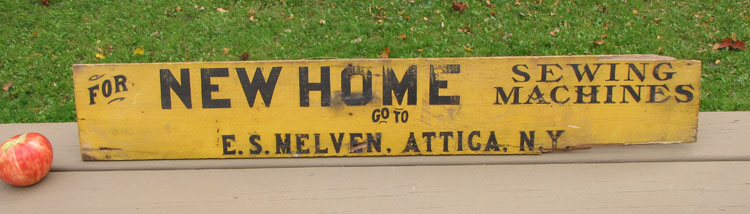 FOR NEW HOME SEWING MACHINES
GO TO
E.S. MELVEN, ATTICA, N.Y.